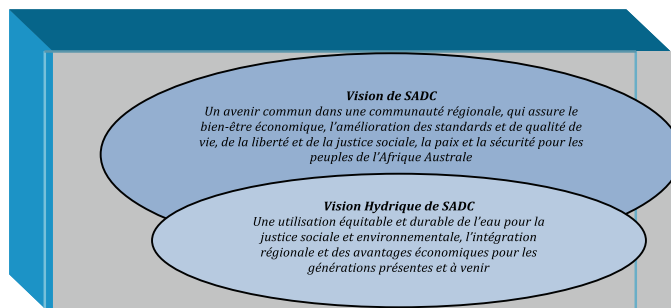 Vision de SADC
Un avenir commun dans une communauté régionale, qui assure le
bien-être économique, l’amélioration des standards et de qualité de
vie, de la liberté et de la justice sociale, la paix et la sécurité pour les
peuples de l’Afrique Australe
Vision Hydrique de SADC
Une utilisation équitable et durable de l’eau pour la
justice sociale et environnementale, l’intégration
régionale et des avantages économiques pour les
générations présentes et à venir